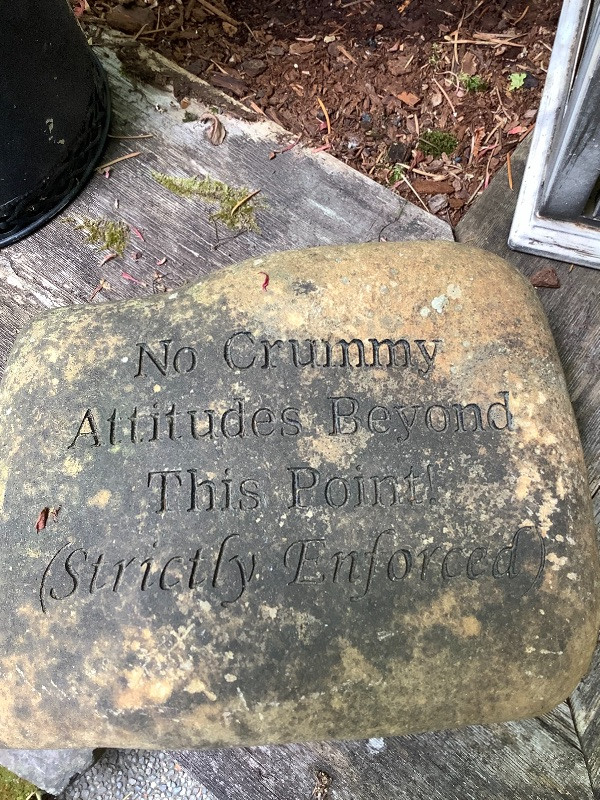 No Crummy
Attitudes Beyond
This Point!
(Strictly Enforced)